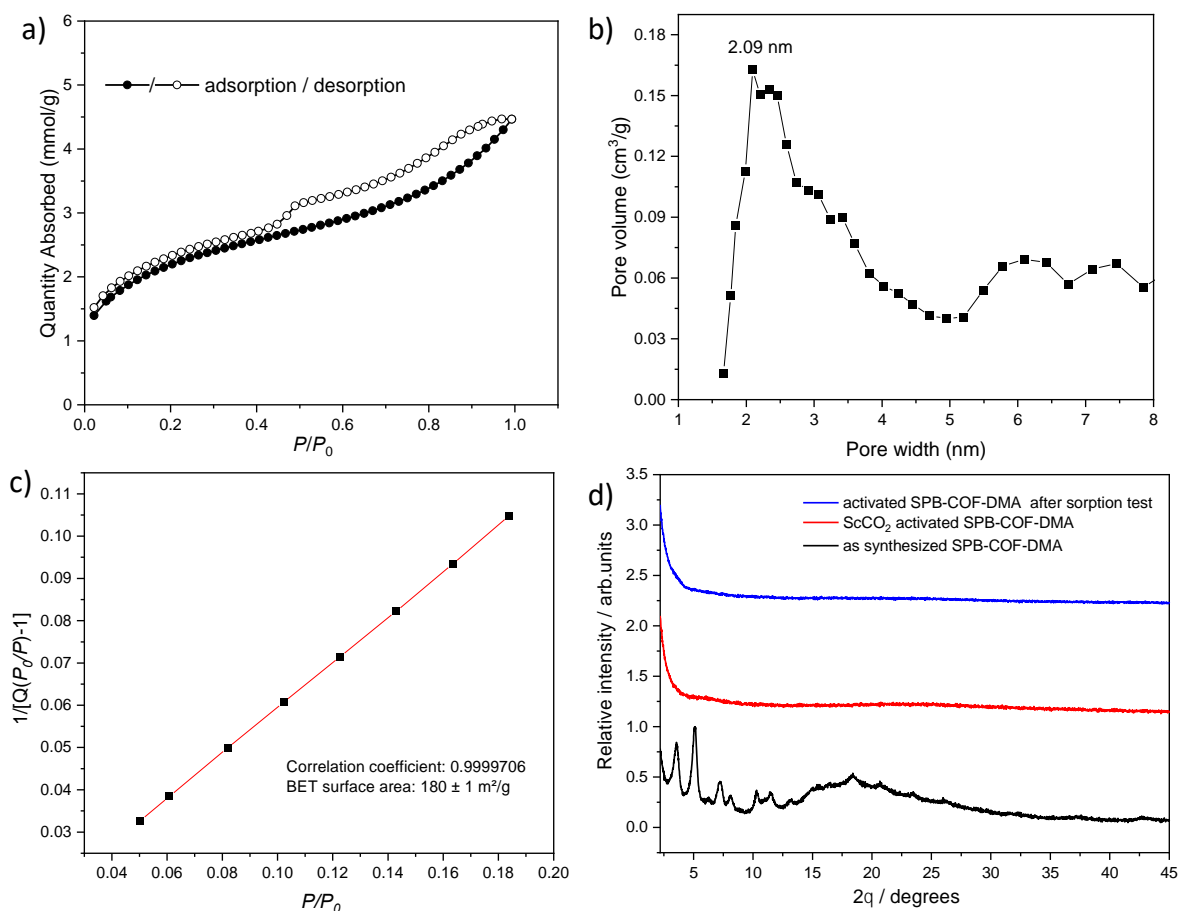 a)
adsorption / desorption
Quantity Absorbed (mmol/g)
6
5
4
3
2
1
0
0.0 0.2 0.4 0.6 0.8 1.0
P/P₀
b)
2.09 nm
Pore volume (cm³/g)
0.18
0.15
0.12
0.09
0.06
0.03
0.00
1 2 3 4 5 6 7 8
Pore width (nm)
c)
1/[Q(P₀/P)-1]
0.11
0.10
0.09
0.08
0.07
0.06
0.05
0.04
0.03
Correlation coefficient: 0.9999706
BET surface area: 180 ± 1 m²/g
0.04 0.06 0.08 0.10 0.12 0.14 0.16 0.18 0.20
P/P₀
d)
activated SPB-COF-DMA after sorption test
ScCO₂ activated SPB-COF-DMA
as synthesized SPB-COF-DMA
Relative intensity / arb.units
3.5
3.0
2.5
2.0
1.5
1.0
0.5
0.0
5 10 15 20 25 30 35 40 45
2q / degrees